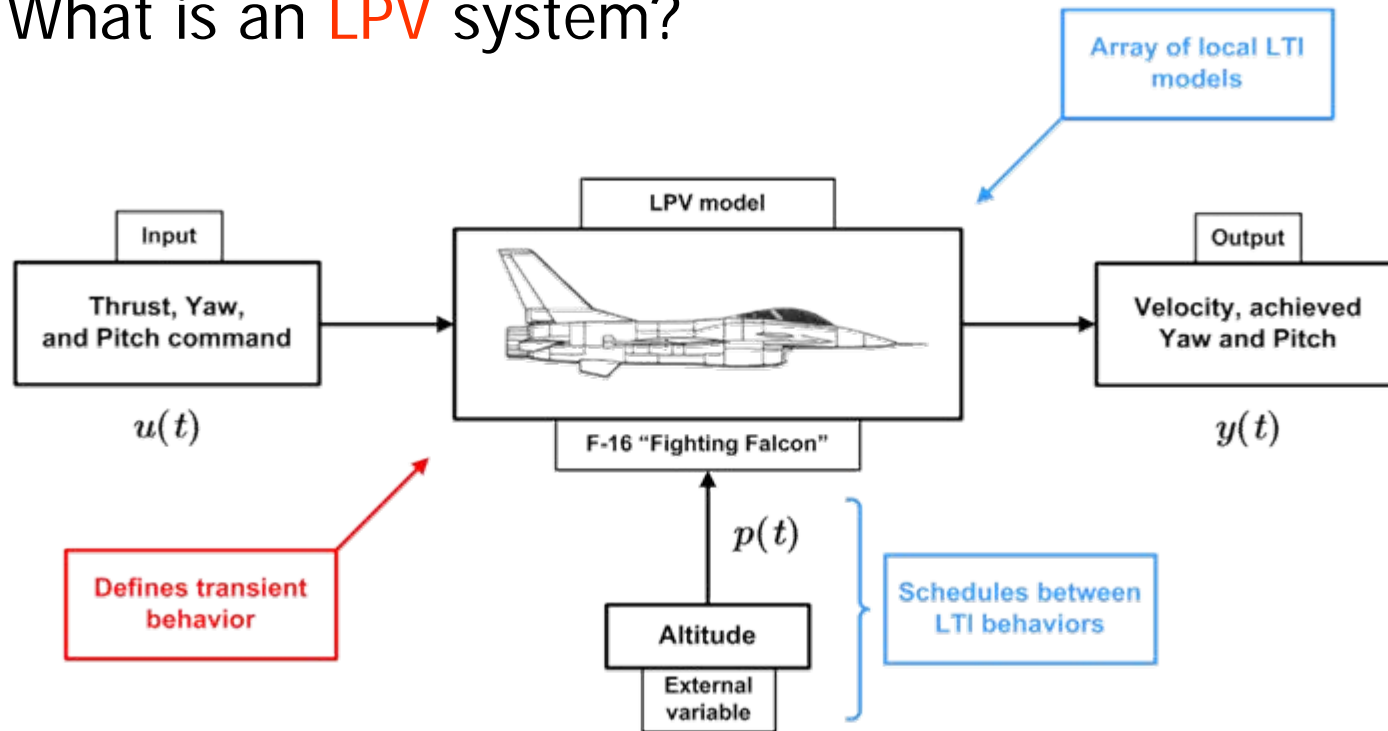 What is an LPV system?
Array of local LTI
models
LPV model
Input
Thrust, Yaw,
and Pitch command
u(t)
Output
Velocity, achieved
Yaw and Pitch
y(t)
F-16 “Fighting Falcon”
p(t)
Defines transient
behavior
Altitude
External
variable
Schedules between
LTI behaviors